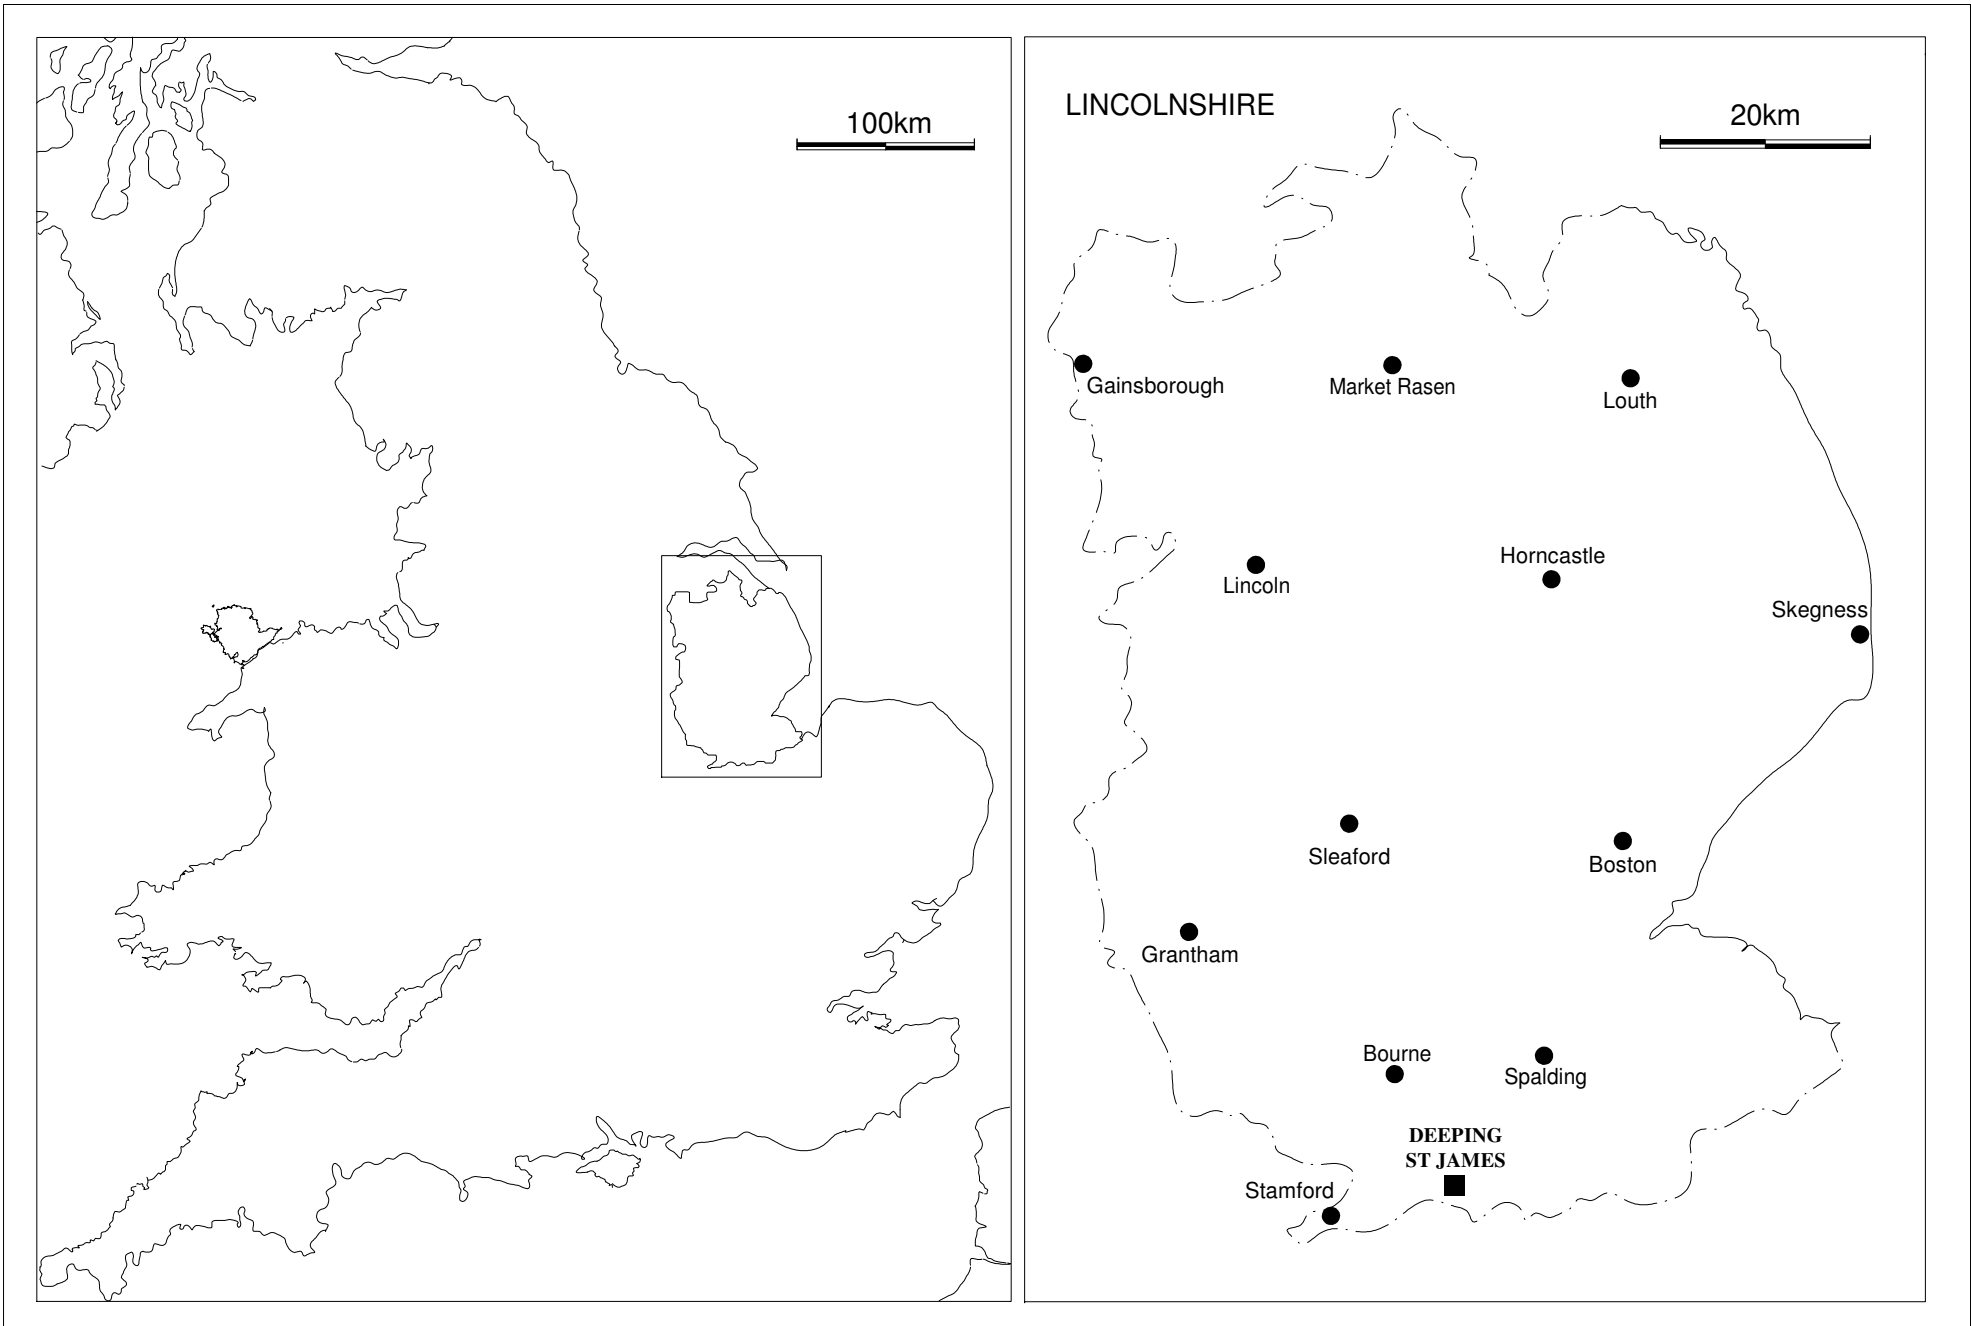 100km
LINCOLNSHIRE
20km
Gainsborough
Market Rasen
Louth
Horncastle
Lincoln
Skegness
Sleaford
Boston
Grantham
Bourne
Spalding
DEEPING
ST JAMES
Stamford